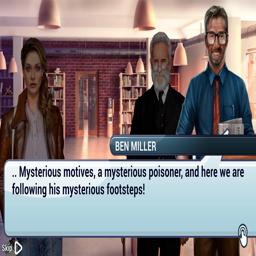 BEN MILLER
.. Mysterious motives, a mysterious poisoner, and here we are
following his mysterious footsteps!
Skip